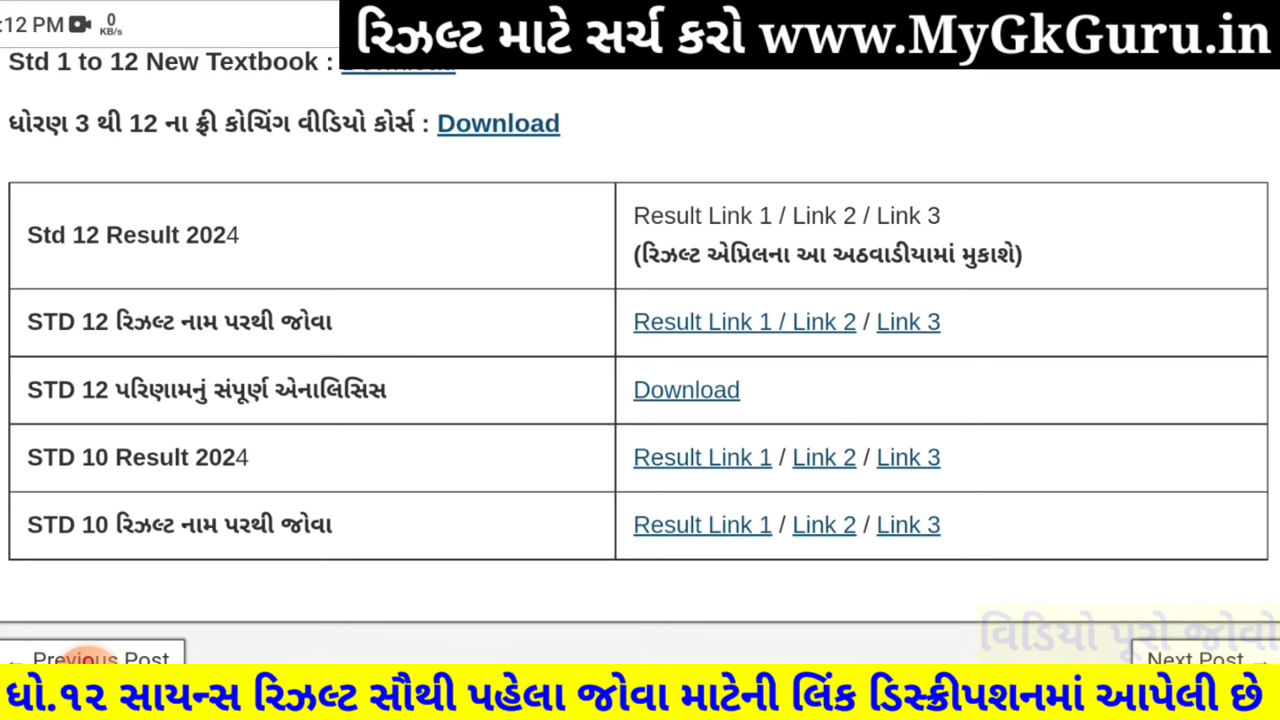 :12 PM 0 KB/s
રિઝલ્ટ માટે સર્ચ કરો www.MyGkGuru.in
Std 1 to 12 New Textbook : Download
ધોરણ 3 થી 12 ના ફ્રી કોચિંગ વીડિયો કોર્સ : Download
Std 12 Result 2024
Result Link 1 / Link 2 / Link 3
(રિઝલ્ટ એપ્રિલના આ અઠવાડીયામાં મુકાશે)
STD 12 રિઝલ્ટ નામ પરથી જોવા
Result Link 1 / Link 2 / Link 3
STD 12 પરિણામનું સંપૂર્ણ એનાલિસિસ
Download
STD 10 Result 2024
Result Link 1 / Link 2 / Link 3
STD 10 રિઝલ્ટ નામ પરથી જોવા
Result Link 1 / Link 2 / Link 3
વિડિયો પૂરો જોવો
← Previous Post
Next Post →
ધો.૧૨ સાયન્સ રિઝલ્ટ સૌથી પહેલા જોવા માટેની લિંક ડિસ્ક્રીપશનમાં આપેલી છે